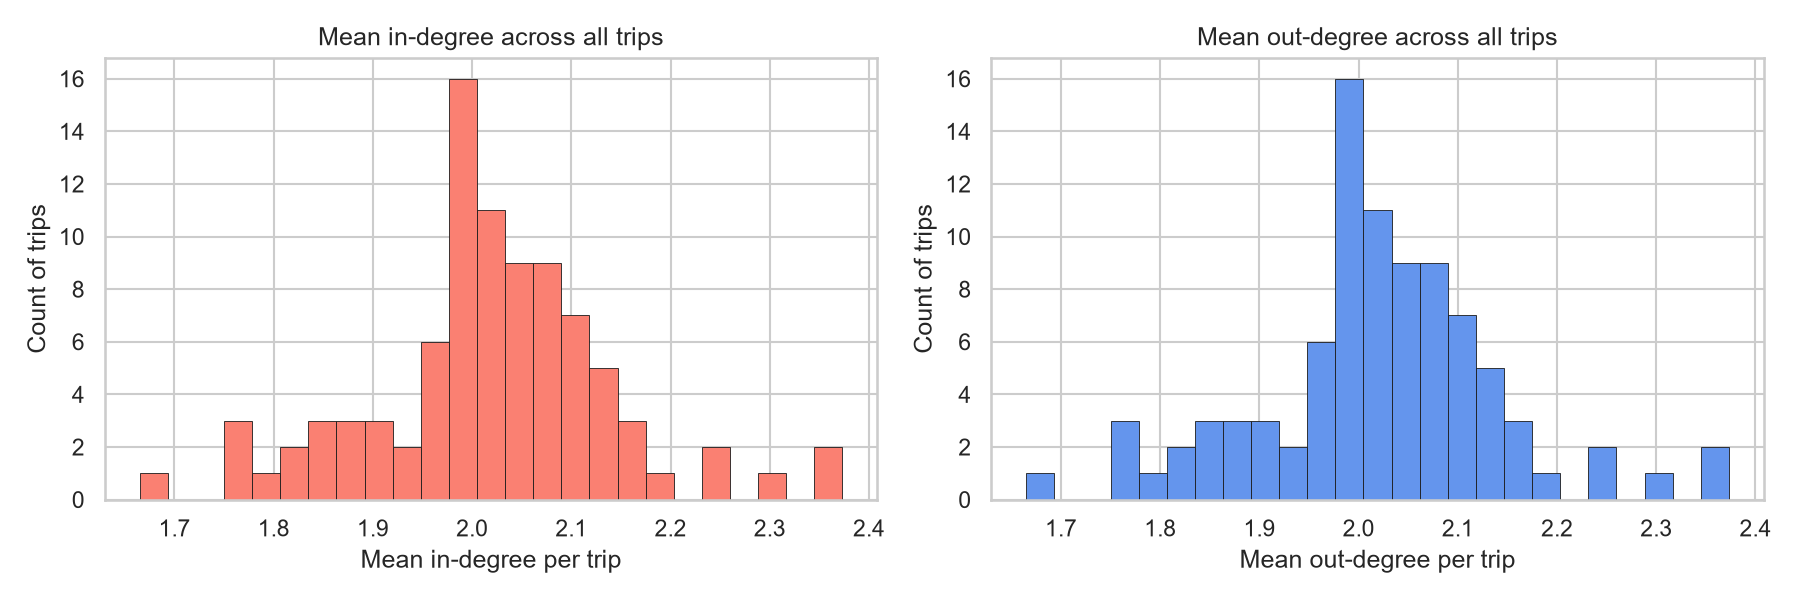 Mean in-degree across all trips
Count of trips
16
14
12
10
8
6
4
2
0
1.7 1.8 1.9 2.0 2.1 2.2 2.3 2.4
Mean in-degree per trip
Mean out-degree across all trips
Count of trips
16
14
12
10
8
6
4
2
0
1.7 1.8 1.9 2.0 2.1 2.2 2.3 2.4
Mean out-degree per trip